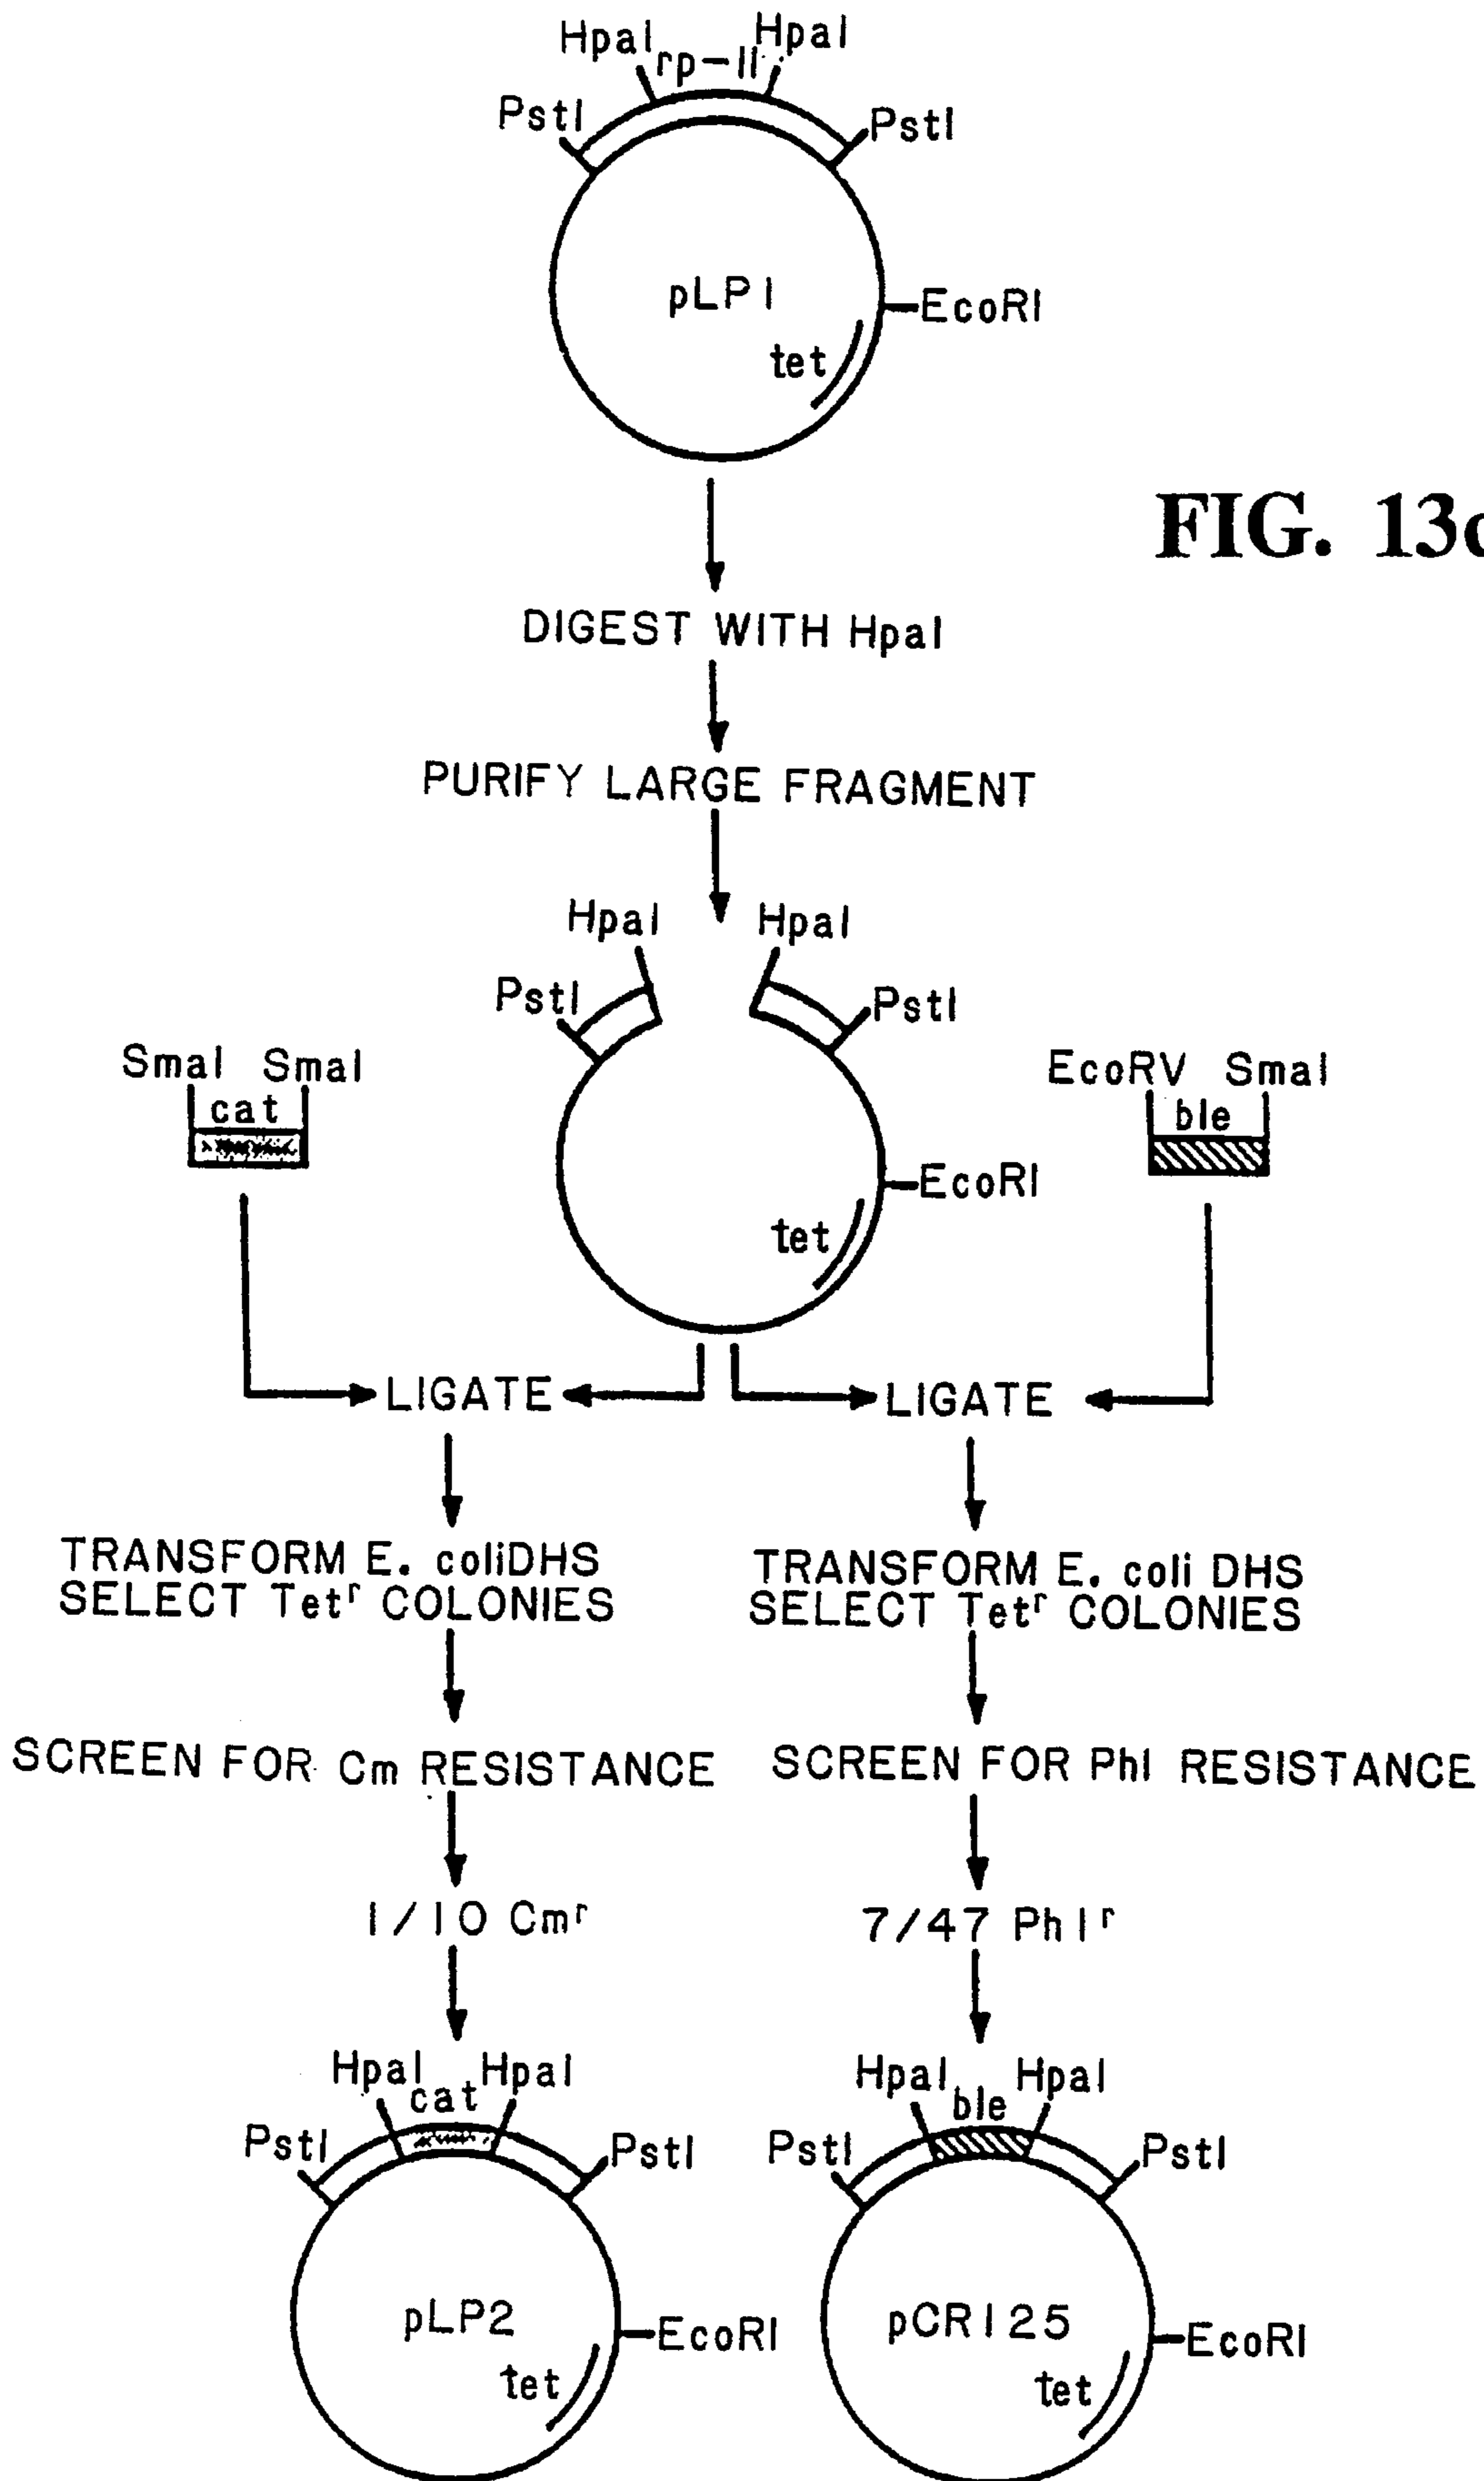 HpaI rp-II HpaI
PstI PstI
pLP1
EcoRI
tet
FIG. 13
DIGEST WITH HpaI
PURIFY LARGE FRAGMENT
HpaI HpaI
PstI PstI
SmaI SmaI
cat
EcoRV SmaI
ble
EcoRI
tet
LIGATE LIGATE
TRANSFORM E. coliDHS
SELECT Tetʳ COLONIES
TRANSFORM E. coli DHS
SELECT Tetʳ COLONIES
SCREEN FOR Cm RESISTANCE
SCREEN FOR Phl RESISTANCE
1/10 Cmʳ
7/47 Phlʳ
HpaI cat HpaI
PstI PstI
pLP2
EcoRI
tet
HpaI ble HpaI
PstI PstI
pCR125
EcoRI
tet